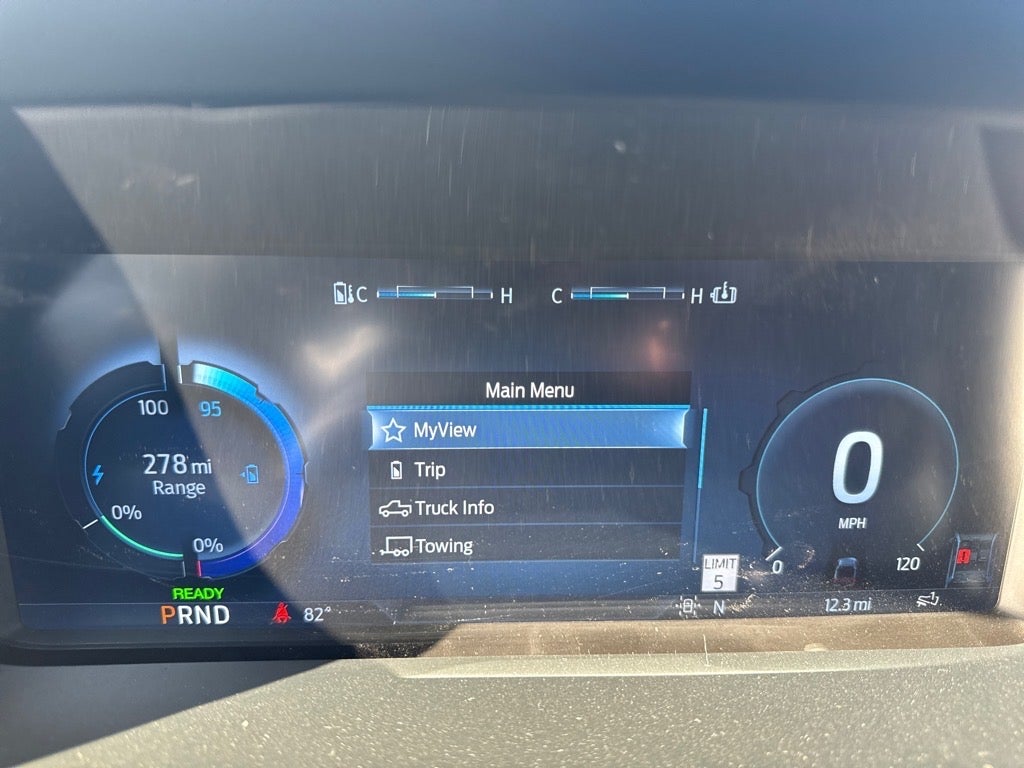 C H
C H
Main Menu
MyView
Trip
Truck Info
Towing
100 95
278 mi
Range
0%
0%
READY
PRND
82°
LIMIT
5
N
0
MPH
0 120
12.3 mi
1